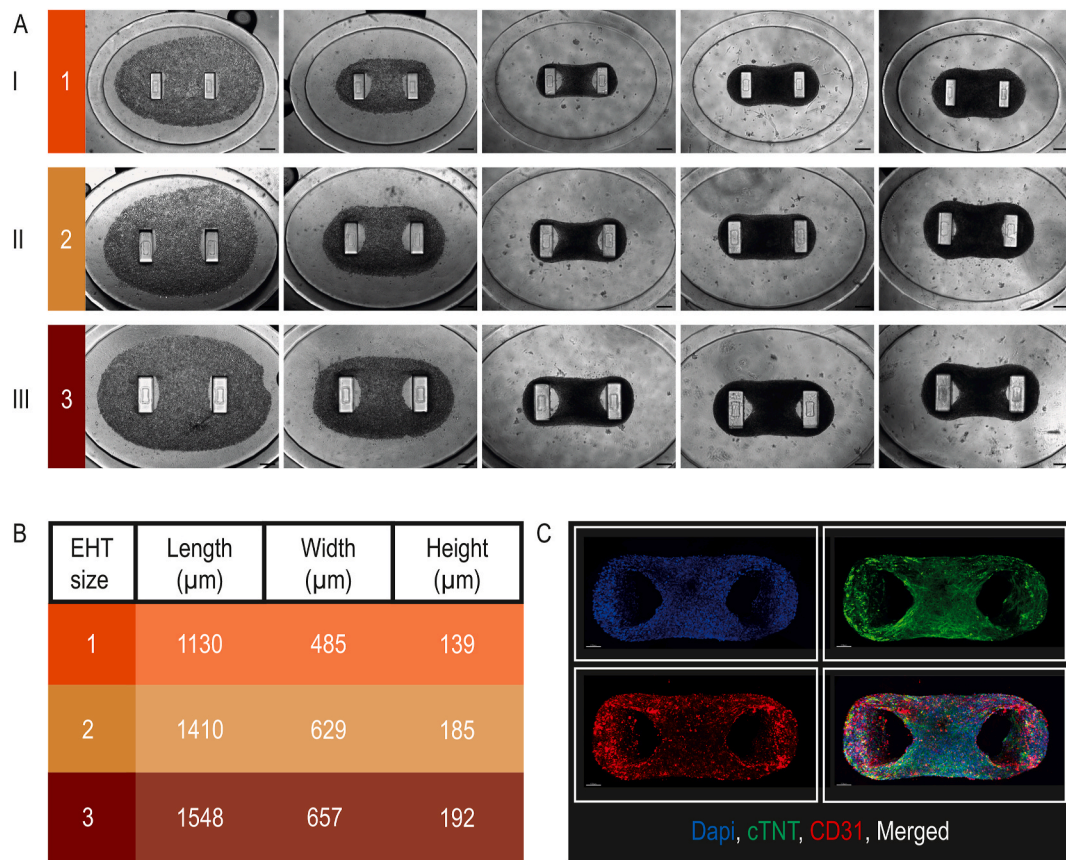 A
I
1
II
2
III
3
B
EHT size
Length (µm)
Width (µm)
Height (µm)
1
1130
485
139
2
1410
629
185
3
1548
657
192
C
Dapi, cTNT, CD31, Merged